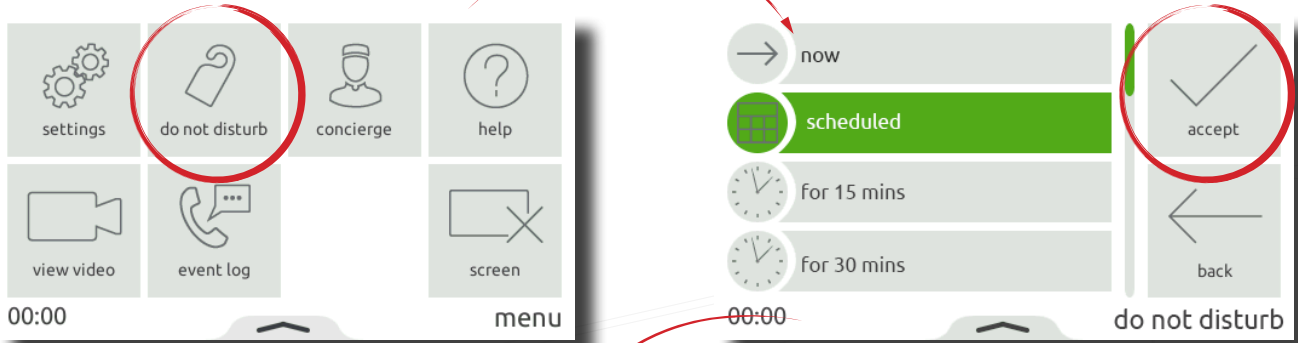 settings
do not disturb
concierge
help
view video
event log
screen
00:00
menu
now
scheduled
for 15 mins
for 30 mins
accept
back
00:00
do not disturb